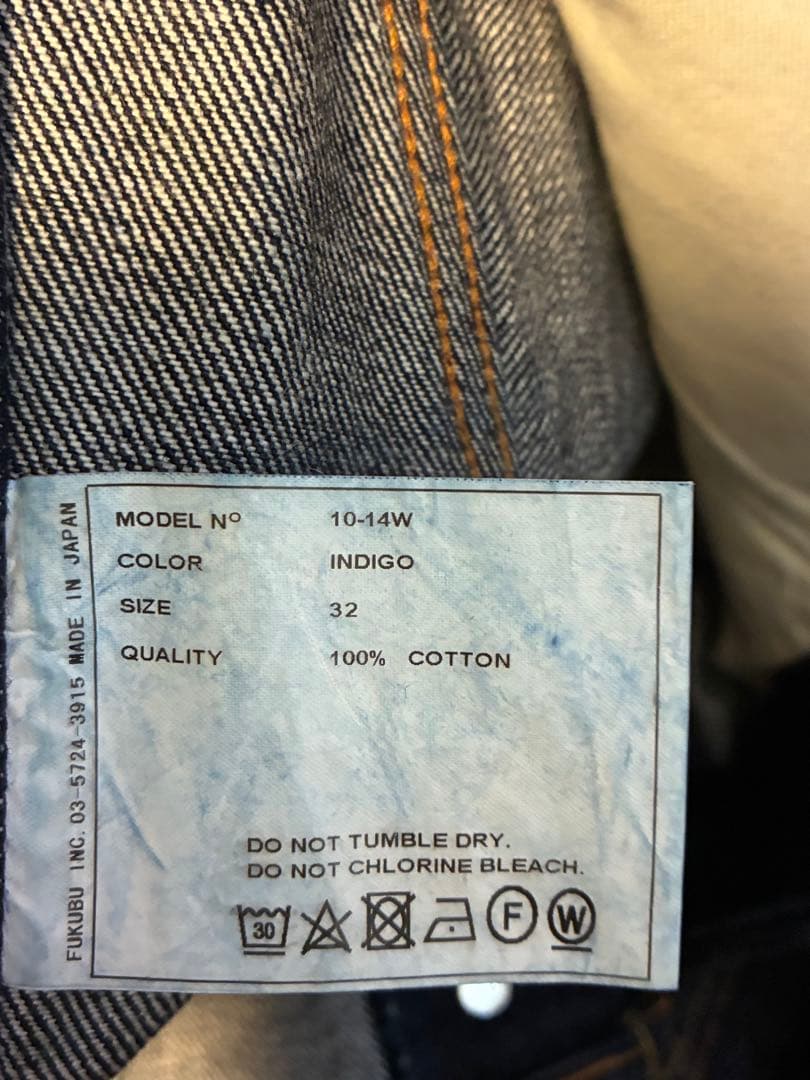 MODEL Nº 10-14W
COLOR INDIGO
SIZE 32
QUALITY 100% COTTON
DO NOT TUMBLE DRY.
DO NOT CHLORINE BLEACH.
30 F W
FUKUBU INC. 03-5724-3915 MADE IN JAPAN